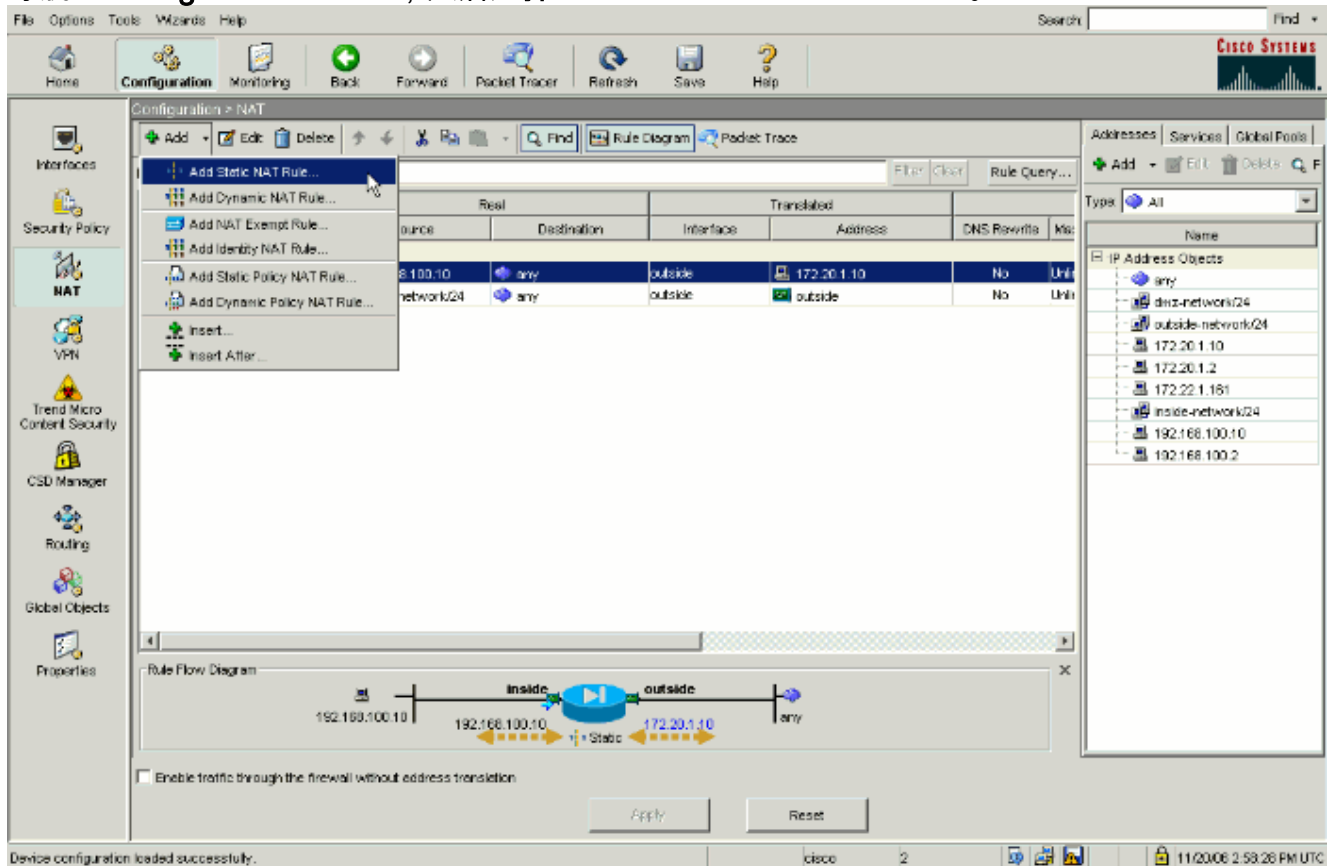 File Options Tools Wizards Help Search: Find
Home Configuration Monitoring Back Forward Packet Tracer Refresh Save Help
CISCO SYSTEMS
Configuration > NAT
Add Edit Delete Find Rule Diagram Packet Trace
Filter Clear Rule Query...
Real Translated
Destination Interface Address DNS Rewrite
8.100.10 any outside 172.20.1.10 No
network/24 any outside outside No
Add Static NAT Rule...
Add Dynamic NAT Rule...
Add NAT Exempt Rule...
Add Identity NAT Rule...
Add Static Policy NAT Rule...
Add Dynamic Policy NAT Rule...
Insert...
Insert After...
Interfaces
Security Policy
NAT
VPN
Trend Micro
Content Security
CSD Manager
Routing
Global Objects
Properties
Addresses Services Global Pools
Add Edit Delete F
Type: All
Name
IP Address Objects
any
dmz-network/24
outside-network/24
172.20.1.10
172.20.1.2
172.22.1.161
inside-network/24
192.168.100.10
192.168.100.2
Rule Flow Diagram
inside outside
192.168.100.10 192.168.100.10 172.20.1.10 any
Static
Enable traffic through the firewall without address translation
Apply Reset
Device configuration loaded successfully. cisco 2 11/20/06 2:58:28 PM UTC